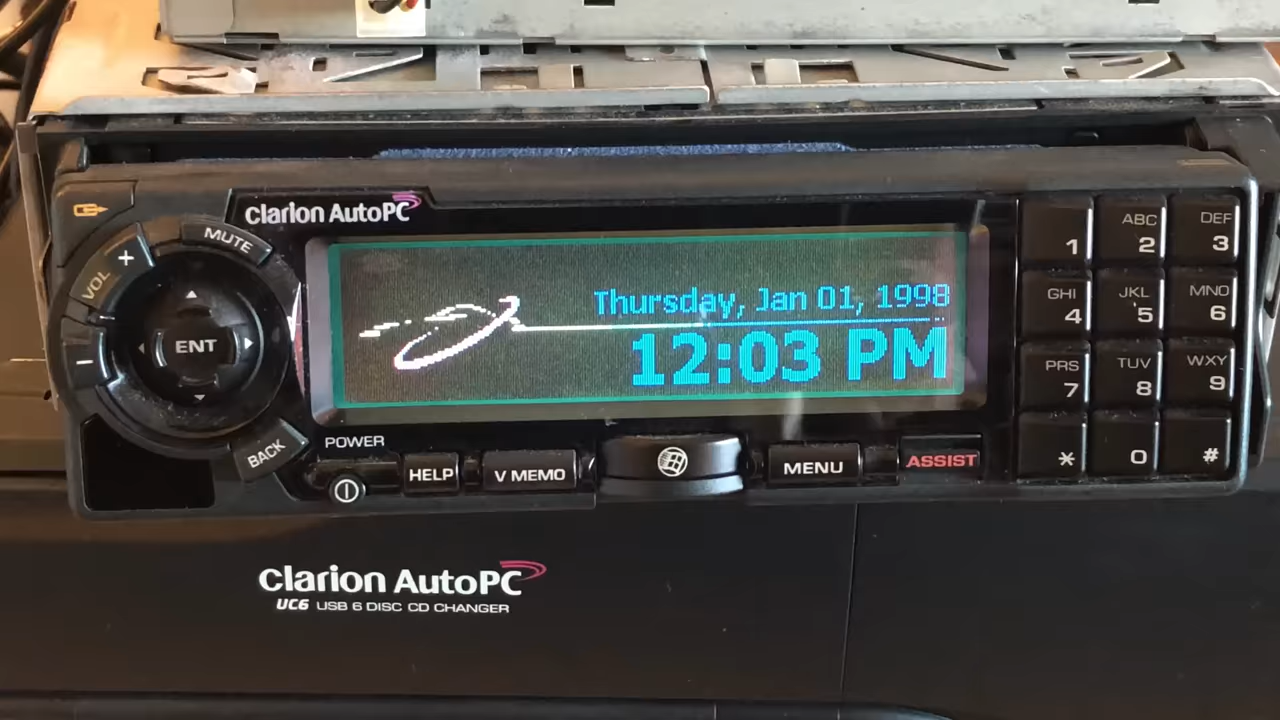 clarion AutoPC
MUTE
VOL
+
−
ENT
BACK
Thursday, Jan 01, 1998
12:03 PM
POWER
HELP
V MEMO
MENU
ASSIST
1
ABC
2
DEF
3
GHI
4
JKL
5
MNO
6
PRS
7
TUV
8
WXY
9
*
0
#
clarion AutoPC
UC6 USB 6 DISC CD CHANGER